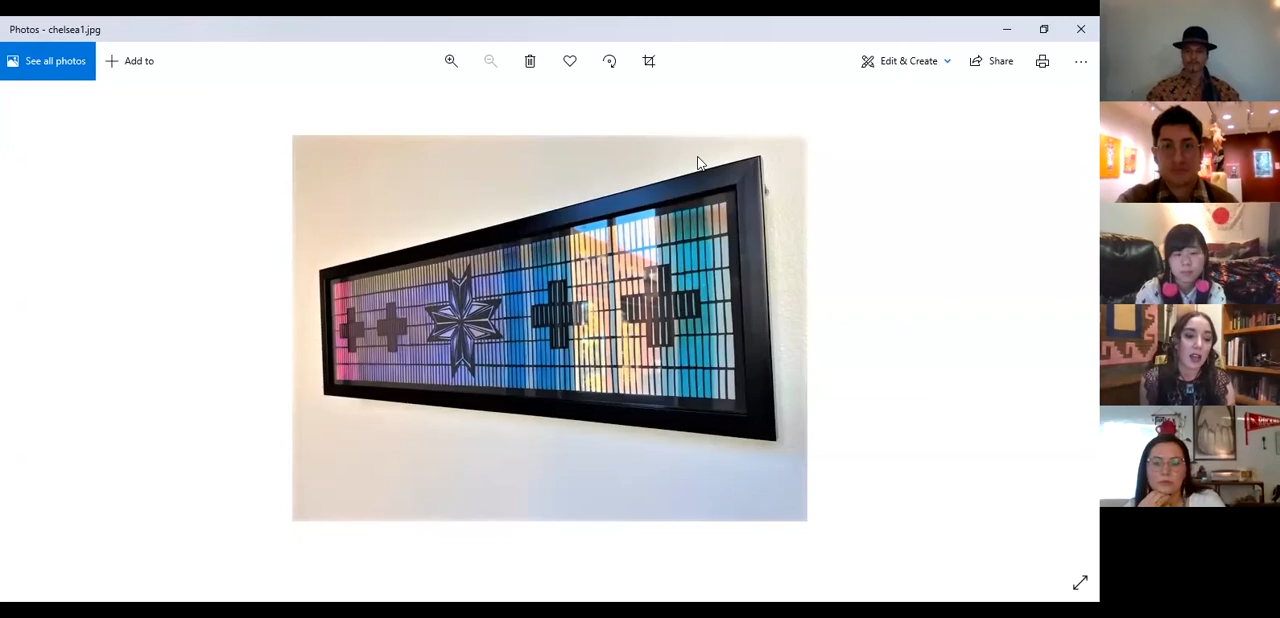 Photos - chelsea1.jpg
See all photos
Add to
Edit & Create
Share